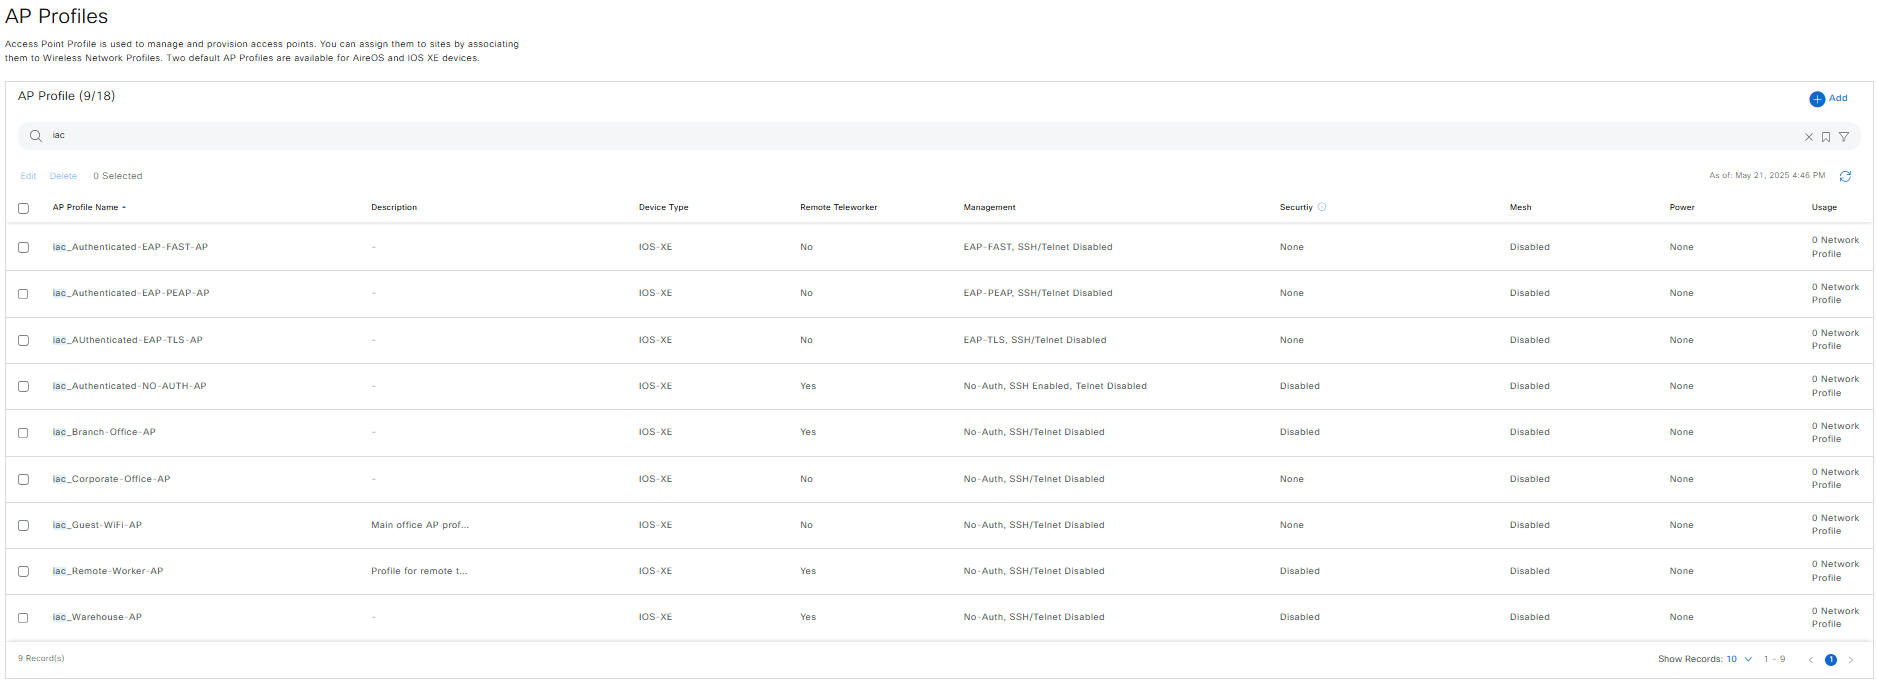 AP Profiles
Access Point Profile is used to manage and provision access points. You can assign them to sites by associating
them to Wireless Network Profiles. Two default AP Profiles are available for AireOS and IOS XE devices.
AP Profile (9/18)
Add
iac
Edit Delete 0 Selected
As of: May 21, 2025 4:46 PM
AP Profile Name Description Device Type Remote Teleworker Management Securtiy Mesh Power Usage
iac_Authenticated-EAP-FAST-AP - IOS-XE No EAP-FAST, SSH/Telnet Disabled None Disabled None 0 Network
Profile
iac_Authenticated-EAP-PEAP-AP - IOS-XE No EAP-PEAP, SSH/Telnet Disabled None Disabled None 0 Network
Profile
iac_AUthenticated-EAP-TLS-AP - IOS-XE No EAP-TLS, SSH/Telnet Disabled None Disabled None 0 Network
Profile
iac_Authenticated-NO-AUTH-AP - IOS-XE Yes No-Auth, SSH Enabled, Telnet Disabled Disabled Disabled None 0 Network
Profile
iac_Branch-Office-AP - IOS-XE Yes No-Auth, SSH/Telnet Disabled Disabled Disabled None 0 Network
Profile
iac_Corporate-Office-AP - IOS-XE No No-Auth, SSH/Telnet Disabled None Disabled None 0 Network
Profile
iac_Guest-WiFi-AP Main office AP prof... IOS-XE No No-Auth, SSH/Telnet Disabled None Disabled None 0 Network
Profile
iac_Remote-Worker-AP Profile for remote t... IOS-XE Yes No-Auth, SSH/Telnet Disabled Disabled Disabled None 0 Network
Profile
iac_Warehouse-AP - IOS-XE Yes No-Auth, SSH/Telnet Disabled Disabled Disabled None 0 Network
Profile
9 Record(s)
Show Records: 10 1 - 9 1